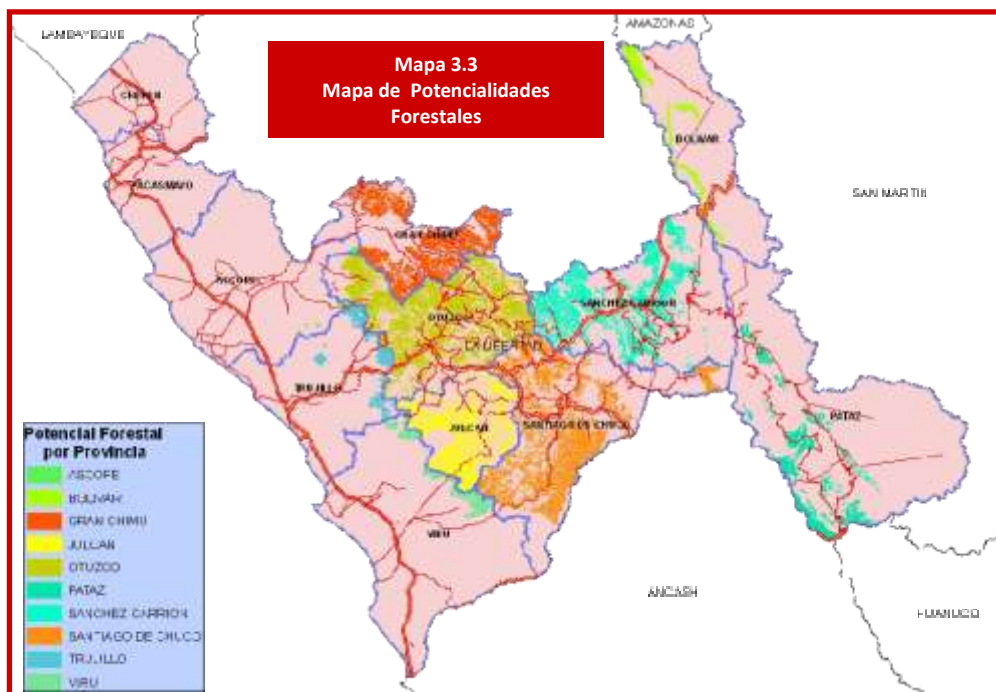 LAMBAYEQUE
AMAZONAS
Mapa 3.3
Mapa de Potencialidades
Forestales
CHEPEN
BOLIVAR
PACASMAYO
SAN MARTIN
GRAN CHIMU
ASCOPE
SANCHEZ CARRION
OTUZCO
LA LIBERTAD
TRUJILLO
JULCAN
SANTIAGO DE CHUCO
PATAZ
VIRU
ANCASH
HUANUCO
Potencial Forestal
por Provincia
ASCOPE
BOLIVAR
GRAN CHIMU
JULCAN
OTUZCO
PATAZ
SANCHEZ CARRION
SANTIAGO DE CHUCO
TRUJILLO
VIRU